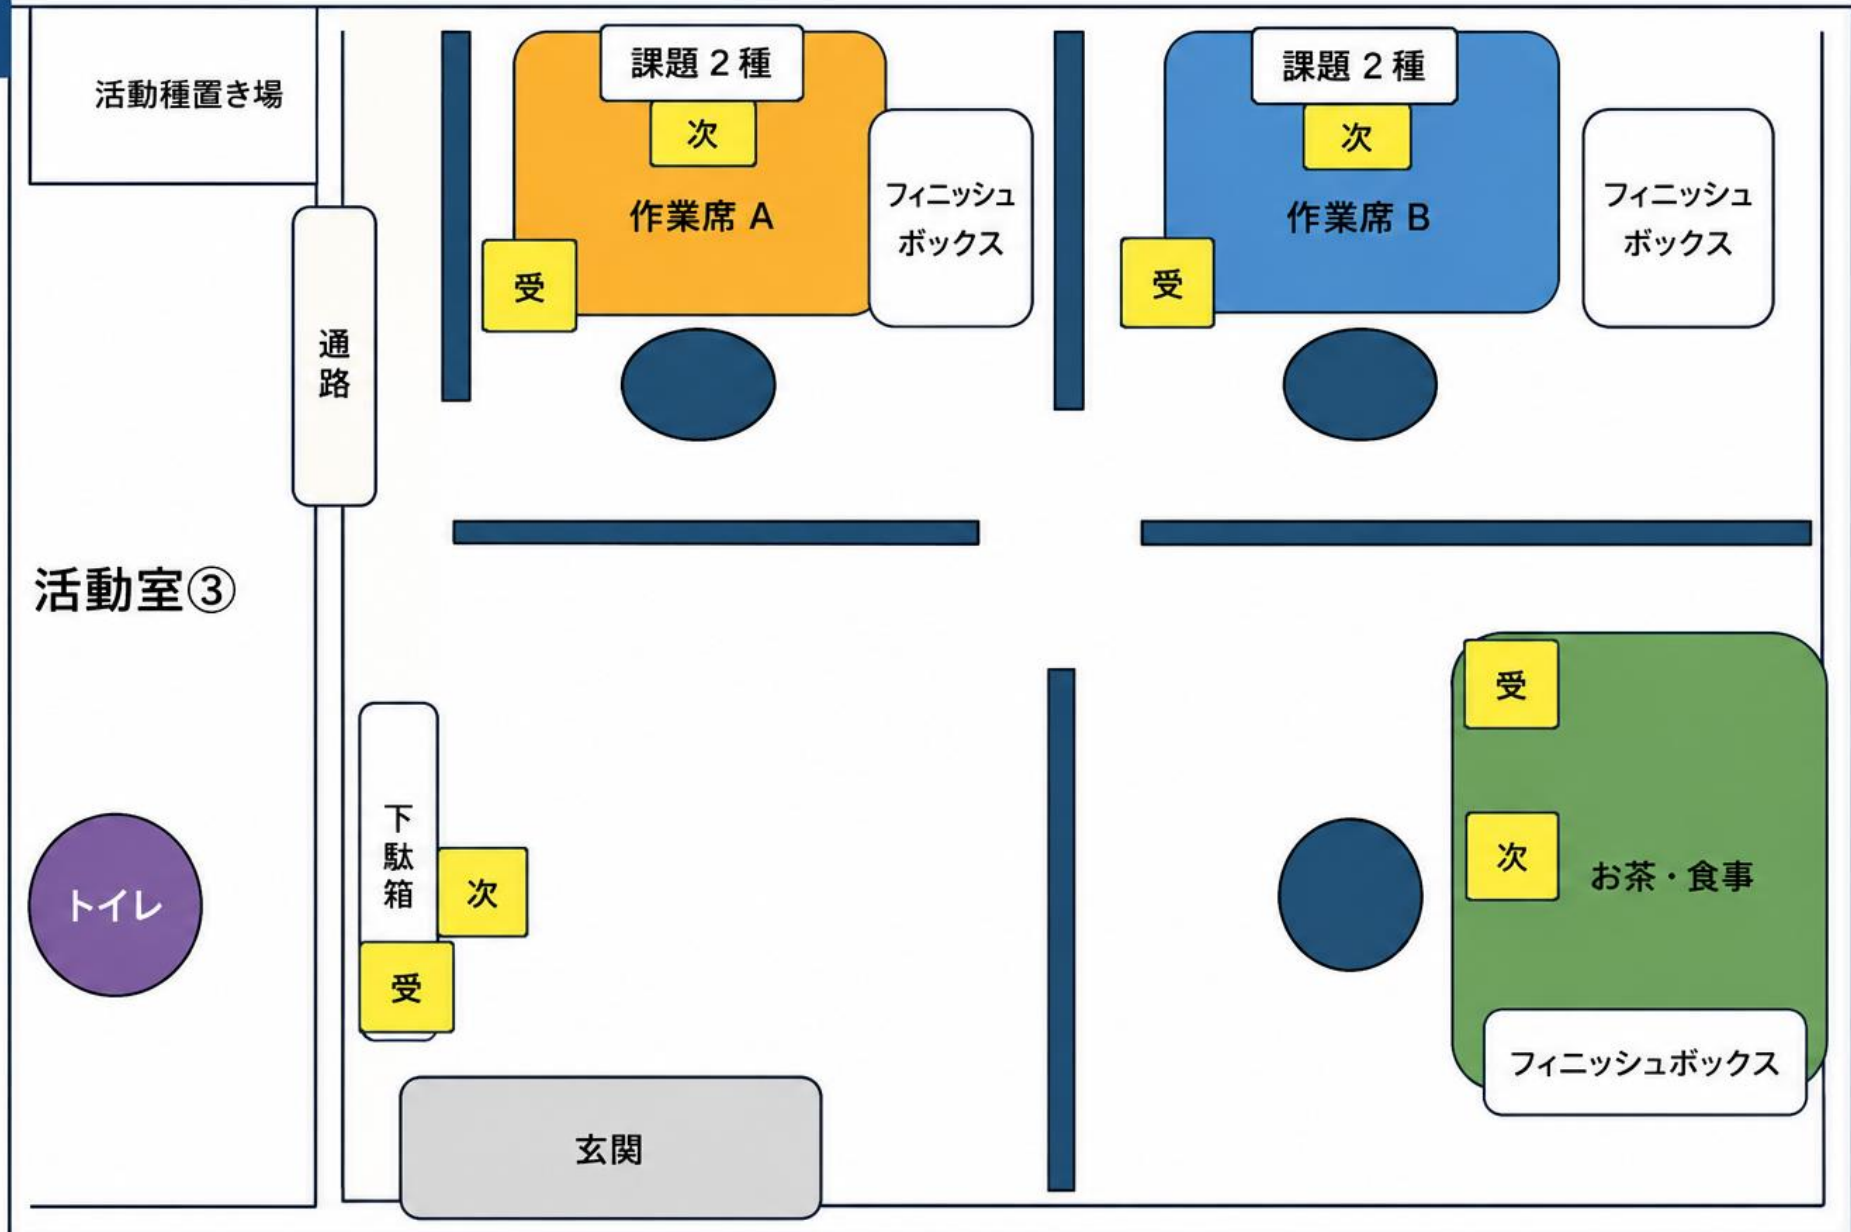 活動種置き場
課題 2 種
次
作業席 A
受
フィニッシュ
ボックス
課題 2 種
次
作業席 B
受
フィニッシュ
ボックス
通
路
活動室③
トイレ
下
駄
箱
次
受
玄関
受
次
お茶・食事
フィニッシュボックス